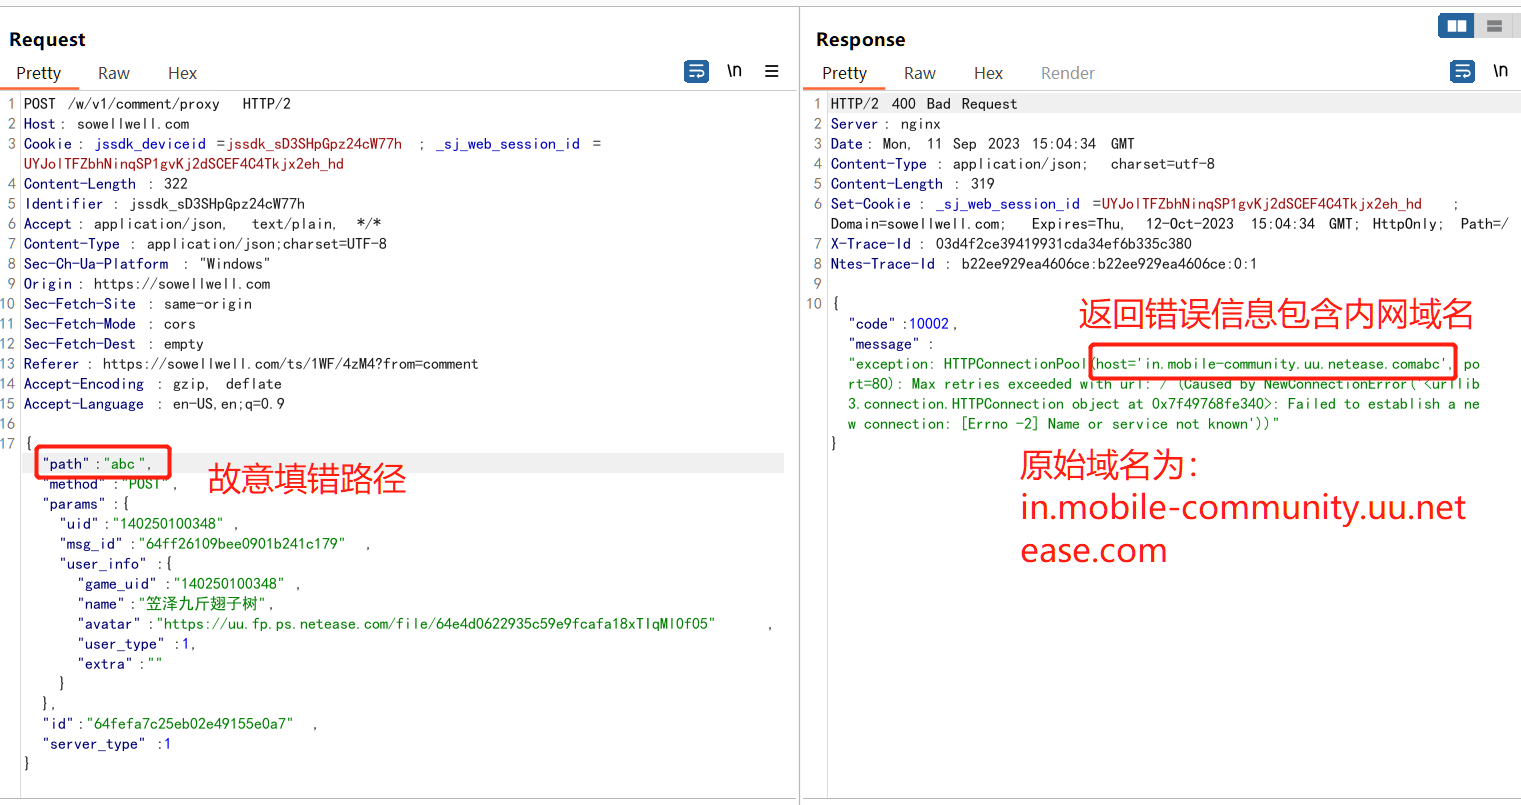 Request
Pretty Raw Hex \n
1 POST /w/v1/comment/proxy HTTP/2
2 Host : sowellwell.com
3 Cookie : jssdk_deviceid =jssdk_sD3SHpGpz24cW77h ; _sj_web_session_id =
UYJolTFZbhNinqSP1gvKj2dSCEF4C4Tkjx2eh_hd
4 Content-Length : 322
5 Identifier : jssdk_sD3SHpGpz24cW77h
6 Accept : application/json, text/plain, */*
7 Content-Type : application/json;charset=UTF-8
8 Sec-Ch-Ua-Platform : "Windows"
9 Origin : https://sowellwell.com
10 Sec-Fetch-Site : same-origin
11 Sec-Fetch-Mode : cors
12 Sec-Fetch-Dest : empty
13 Referer : https://sowellwell.com/ts/1WF/4zM4?from=comment
14 Accept-Encoding : gzip, deflate
15 Accept-Language : en-US,en;q=0.9
16
17 {
"path" :"abc ",
故意填错路径
"method" :"POST" ,
"params" :{
"uid" :"140250100348" ,
"msg_id" :"64ff26109bee0901b241c179" ,
"user_info" :{
"game_uid" :"140250100348" ,
"name" :"笠泽九斤翅子树",
"avatar" :"https://uu.fp.ps.netease.com/file/64e4d0622935c59e9fcafa18xTIqMl0f05" ,
"user_type" :1,
"extra" :""
}
},
"id" :"64fefa7c25eb02e49155e0a7" ,
"server_type" :1
}
Response
Pretty Raw Hex Render \n
1 HTTP/2 400 Bad Request
2 Server : nginx
3 Date : Mon, 11 Sep 2023 15:04:34 GMT
4 Content-Type : application/json; charset=utf-8
5 Content-Length : 319
6 Set-Cookie : _sj_web_session_id =UYJolTFZbhNinqSP1gvKj2dSCEF4C4Tkjx2eh_hd ;
Domain=sowellwell.com; Expires=Thu, 12-Oct-2023 15:04:34 GMT; HttpOnly; Path=/
7 X-Trace-Id : 03d4f2ce39419931cda34ef6b335c380
8 Ntes-Trace-Id : b22ee929ea4606ce:b22ee929ea4606ce:0:1
9
10 {
返回错误信息包含内网域名
"code" :10002 ,
"message" :
"exception: HTTPConnectionPool(host='in.mobile-community.uu.netease.comabc', po
rt=80): Max retries exceeded with url: / (Caused by NewConnectionError('<urllib
3.connection.HTTPConnection object at 0x7f49768fe340>: Failed to establish a ne
w connection: [Errno -2] Name or service not known'))"
}
原始域名为：
in.mobile-community.uu.net
ease.com